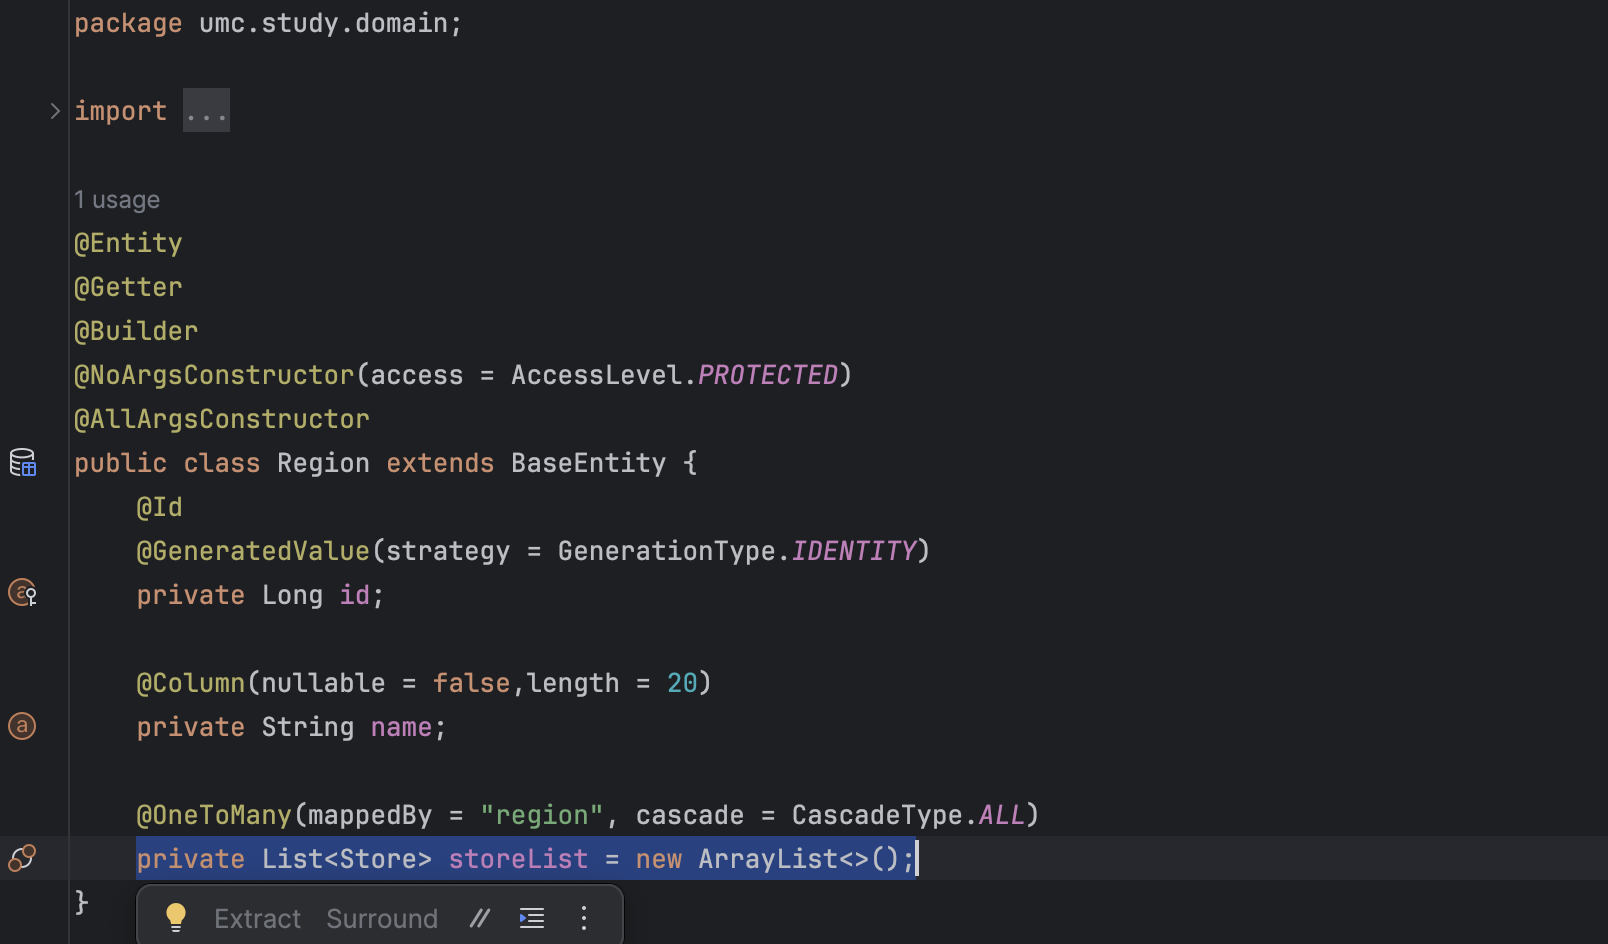 package umc.study.domain;
import ...
1 usage
@Entity
@Getter
@Builder
@NoArgsConstructor(access = AccessLevel.PROTECTED)
@AllArgsConstructor
public class Region extends BaseEntity {
@Id
@GeneratedValue(strategy = GenerationType.IDENTITY)
private Long id;
@Column(nullable = false,length = 20)
private String name;
@OneToMany(mappedBy = "region", cascade = CascadeType.ALL)
private List<Store> storeList = new ArrayList<>();
}
Extract Surround //